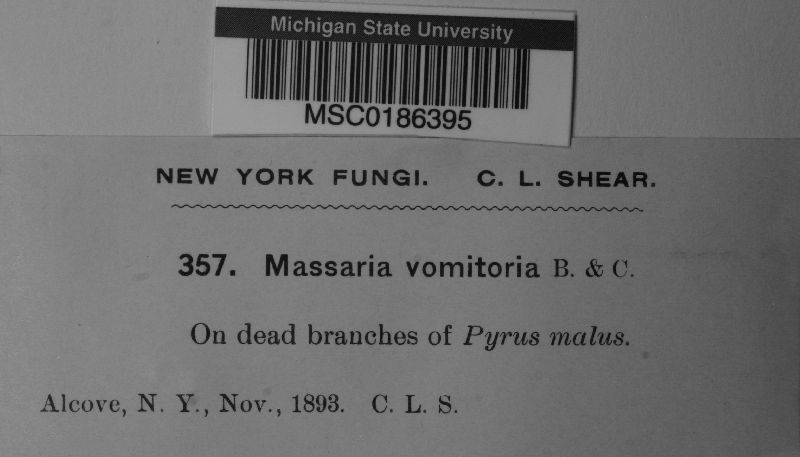 Michigan State University
MSC0186395
NEW YORK FUNGI. C. L. SHEAR.
357. Massaria vomitoria B. & C.
On dead branches of Pyrus malus.
Alcove, N. Y., Nov., 1893. C. L. S.